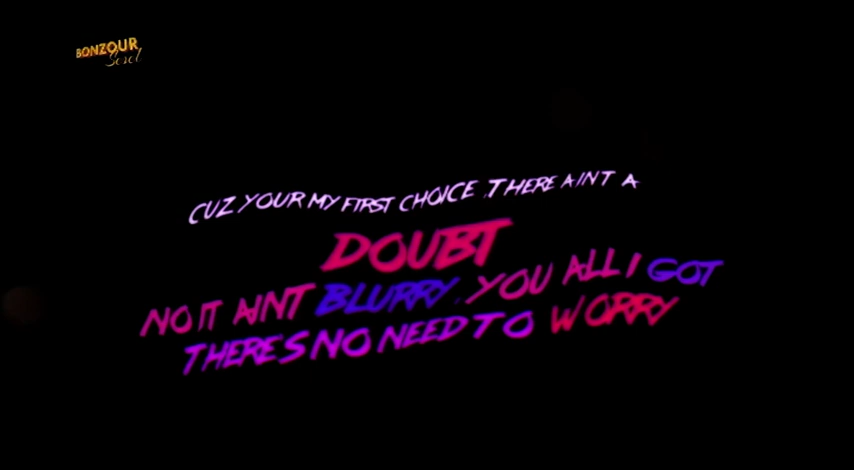 BONZOUR
Sorel
CUZ YOUR MY FIRST CHOICE .THERE AINT A
DOUBT
NO IT AINT BLURRY. YOU ALL I GOT
THERES NO NEED TO WORRY